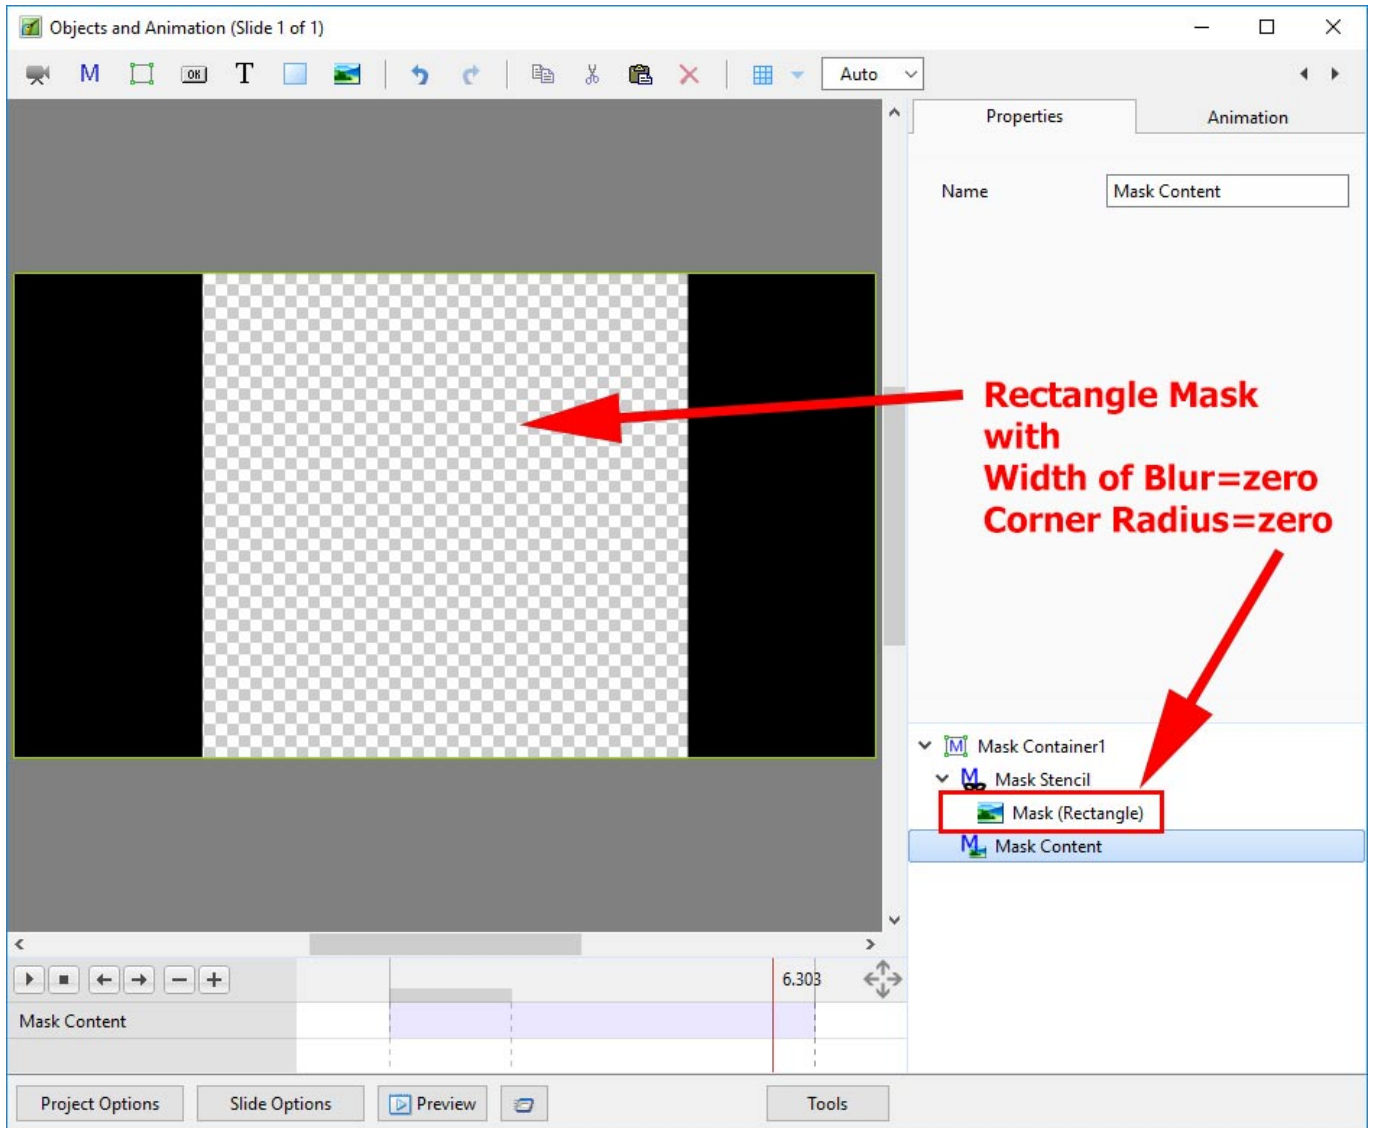 Objects and Animation (Slide 1 of 1)
M OK T Auto
Properties Animation
Name Mask Content
Rectangle Mask
with
Width of Blur=zero
Corner Radius=zero
M Mask Container1
M Mask Stencil
Mask (Rectangle)
M Mask Content
6.303
Mask Content
Project Options Slide Options Preview Tools